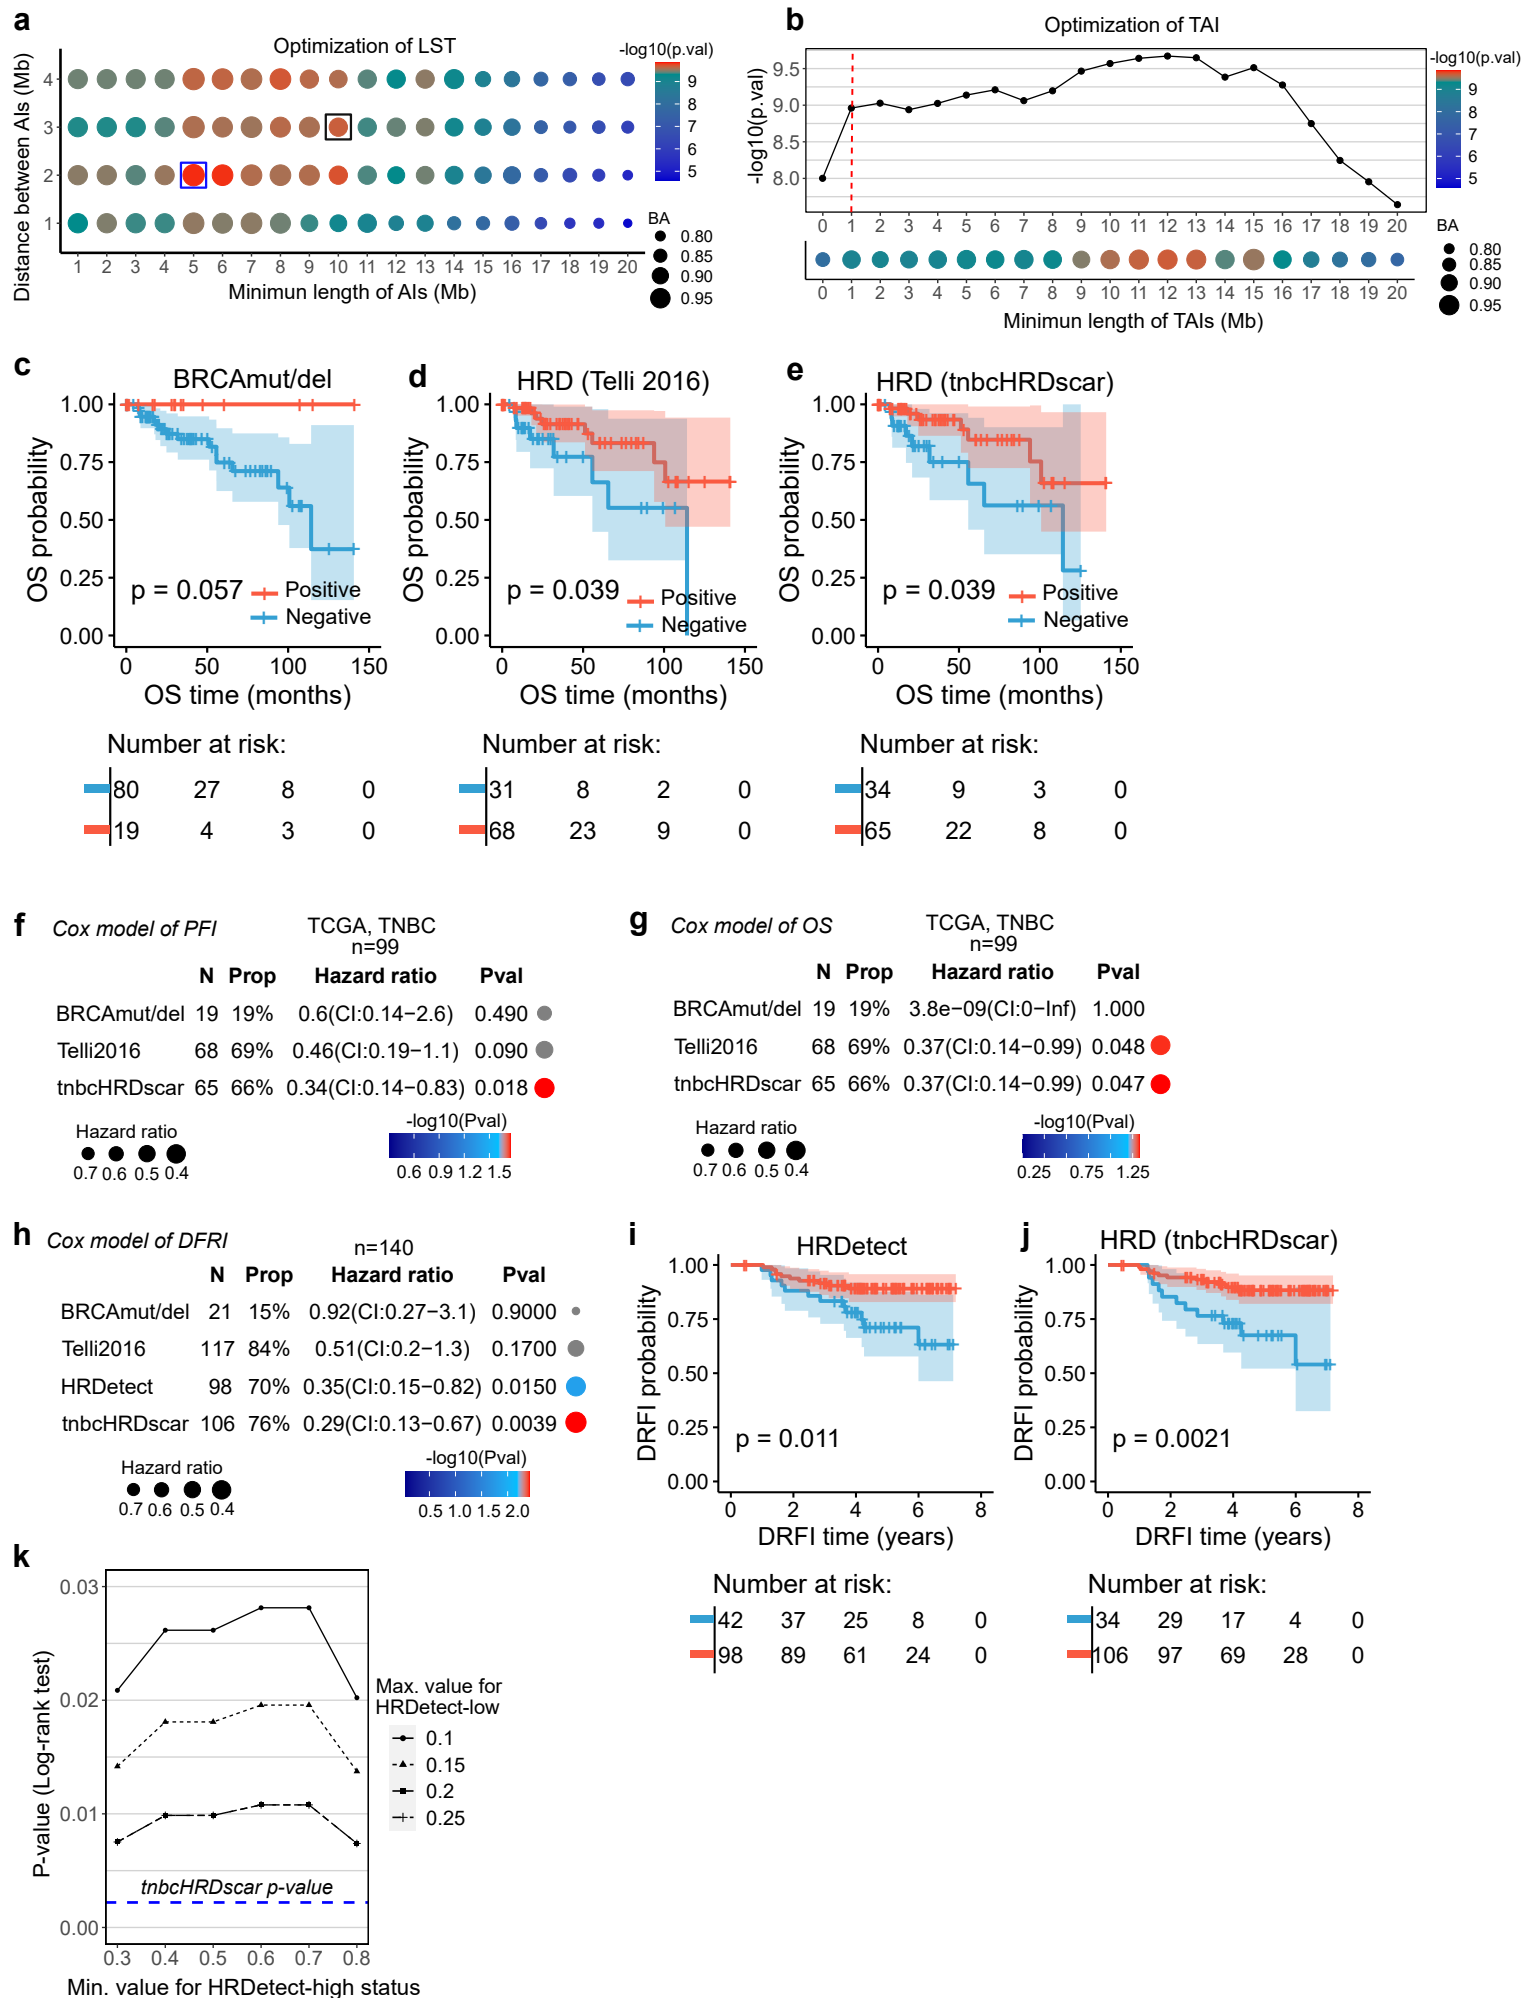 a
Optimization of LST
Distance between AIs (Mb)
4
3
2
1
1 2 3 4 5 6 7 8 9 10 11 12 13 14 15 16 17 18 19 20
Minimun length of AIs (Mb)
-log10(p.val)
9
8
7
6
5
BA
0.80
0.85
0.90
0.95
b
Optimization of TAI
-log10(p.val)
9.5
9.0
8.5
8.0
0 1 2 3 4 5 6 7 8 9 10 11 12 13 14 15 16 17 18 19 20
0 1 2 3 4 5 6 7 8 9 10 11 12 13 14 15 16 17 18 19 20
Minimun length of TAIs (Mb)
-log10(p.val)
9
8
7
6
5
BA
0.80
0.85
0.90
0.95
c
BRCAmut/del
OS probability
1.00
0.75
0.50
0.25
0.00
p = 0.057
Positive
Negative
0 50 100 150
OS time (months)
Number at risk:
80 27 8 0
19 4 3 0
d
HRD (Telli 2016)
OS probability
1.00
0.75
0.50
0.25
0.00
p = 0.039
Positive
Negative
0 50 100 150
OS time (months)
Number at risk:
31 8 2 0
68 23 9 0
e
HRD (tnbcHRDscar)
OS probability
1.00
0.75
0.50
0.25
0.00
p = 0.039
Positive
Negative
0 50 100 150
OS time (months)
Number at risk:
34 9 3 0
65 22 8 0
f
Cox model of PFI
TCGA, TNBC
n=99
N Prop Hazard ratio Pval
BRCAmut/del 19 19% 0.6(CI:0.14−2.6) 0.490
Telli2016 68 69% 0.46(CI:0.19−1.1) 0.090
tnbcHRDscar 65 66% 0.34(CI:0.14−0.83) 0.018
Hazard ratio
0.7 0.6 0.5 0.4
-log10(Pval)
0.6 0.9 1.2 1.5
g
Cox model of OS
TCGA, TNBC
n=99
N Prop Hazard ratio Pval
BRCAmut/del 19 19% 3.8e−09(CI:0−Inf) 1.000
Telli2016 68 69% 0.37(CI:0.14−0.99) 0.048
tnbcHRDscar 65 66% 0.37(CI:0.14−0.99) 0.047
Hazard ratio
0.7 0.6 0.5 0.4
-log10(Pval)
0.25 0.75 1.25
h
Cox model of DFRI
n=140
N Prop Hazard ratio Pval
BRCAmut/del 21 15% 0.92(CI:0.27−3.1) 0.9000
Telli2016 117 84% 0.51(CI:0.2−1.3) 0.1700
HRDetect 98 70% 0.35(CI:0.15−0.82) 0.0150
tnbcHRDscar 106 76% 0.29(CI:0.13−0.67) 0.0039
Hazard ratio
0.7 0.6 0.5 0.4
-log10(Pval)
0.5 1.0 1.5 2.0
i
HRDetect
DRFI probability
1.00
0.75
0.50
0.25
0.00
p = 0.011
0 2 4 6 8
DRFI time (years)
Number at risk:
42 37 25 8 0
98 89 61 24 0
j
HRD (tnbcHRDscar)
DRFI probability
1.00
0.75
0.50
0.25
0.00
p = 0.0021
0 2 4 6 8
DRFI time (years)
Number at risk:
34 29 17 4 0
106 97 69 28 0
k
P-value (Log-rank test)
0.03
0.02
0.01
0.00
tnbcHRDscar p-value
0.3 0.4 0.5 0.6 0.7 0.8
Min. value for HRDetect-high status
Max. value for
HRDetect-low
0.1
0.15
0.2
0.25